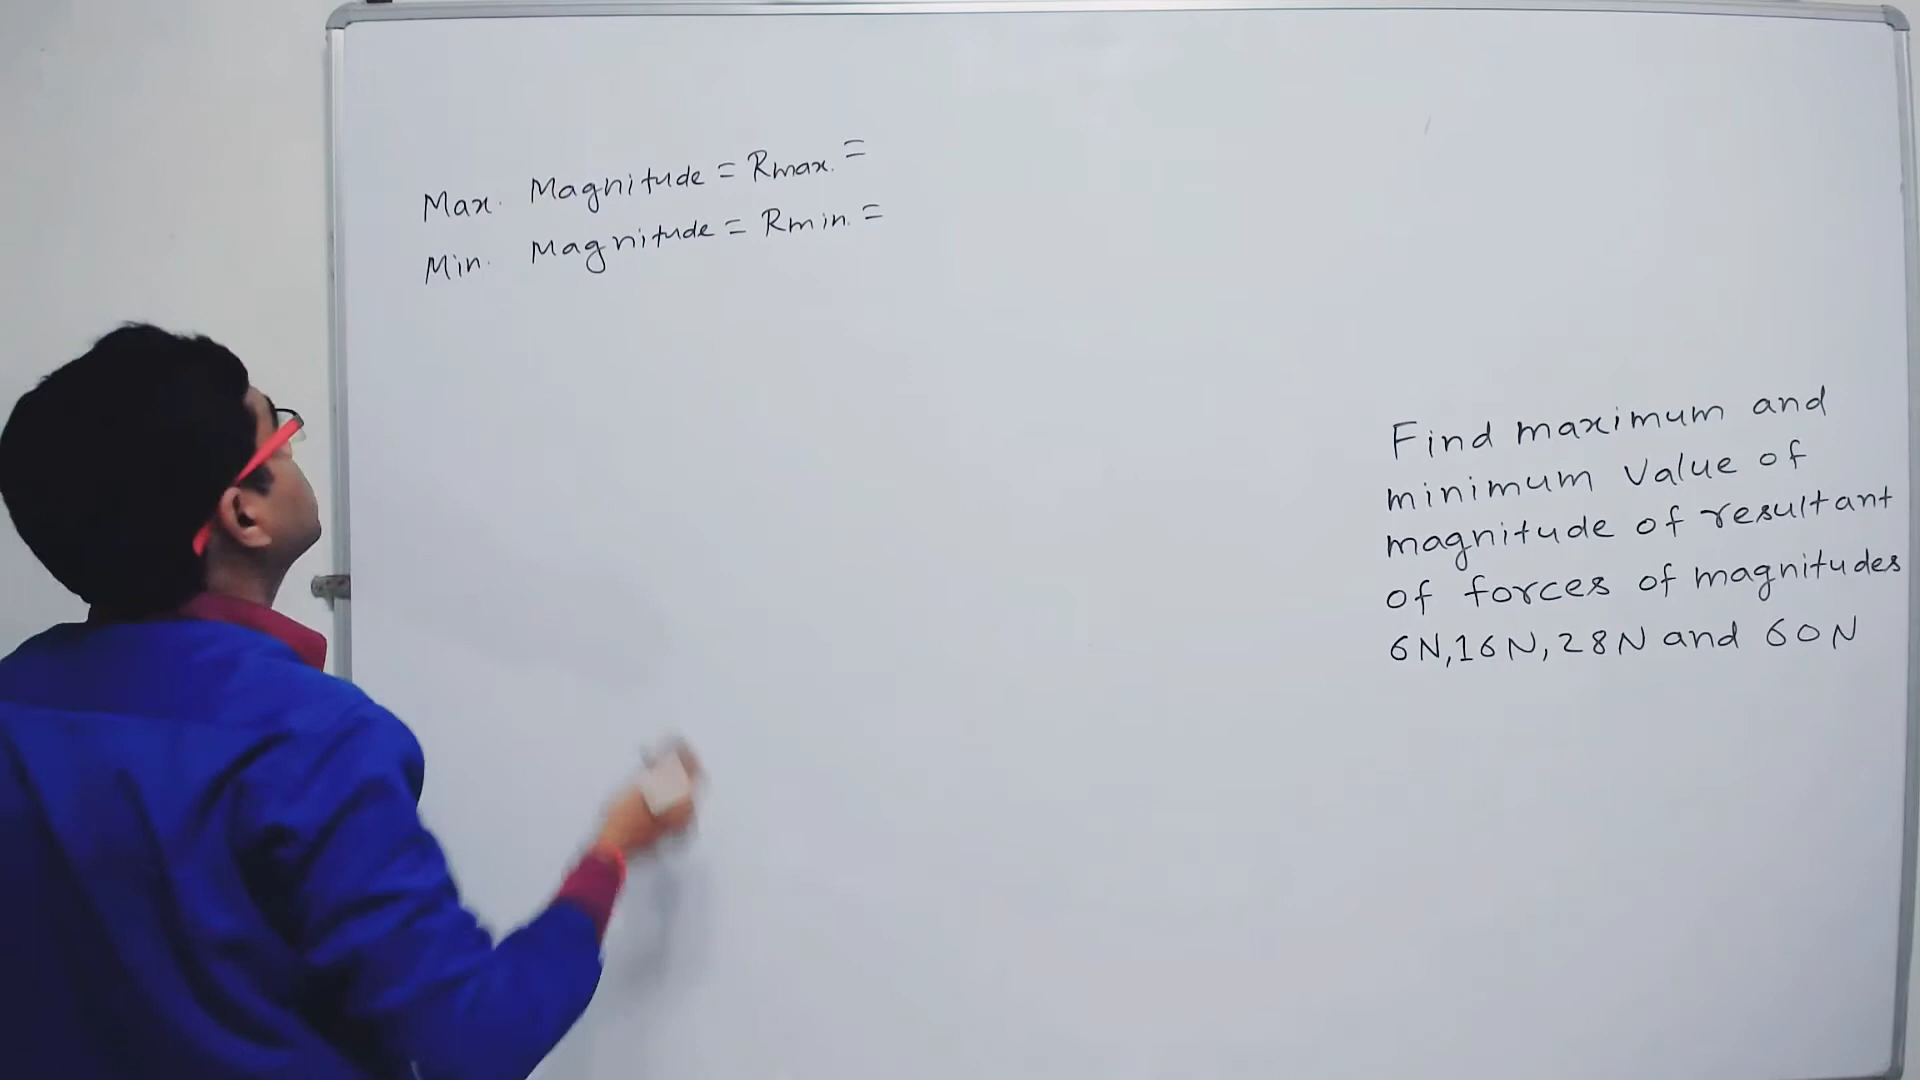 Max. Magnitude = Rmax. =
Min. Magnitude = Rmin. =
Find maximum and
minimum value of
magnitude of resultant
of forces of magnitudes
6N, 16N, 28N and 60N